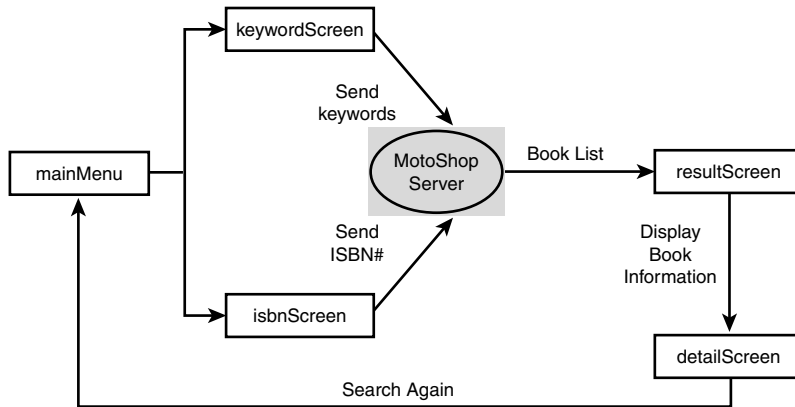 keywordScreen
Send
keywords
mainMenu
MotoShop
Server
Book List
resultScreen
Send
ISBN#
Display
Book
Information
isbnScreen
detailScreen
Search Again